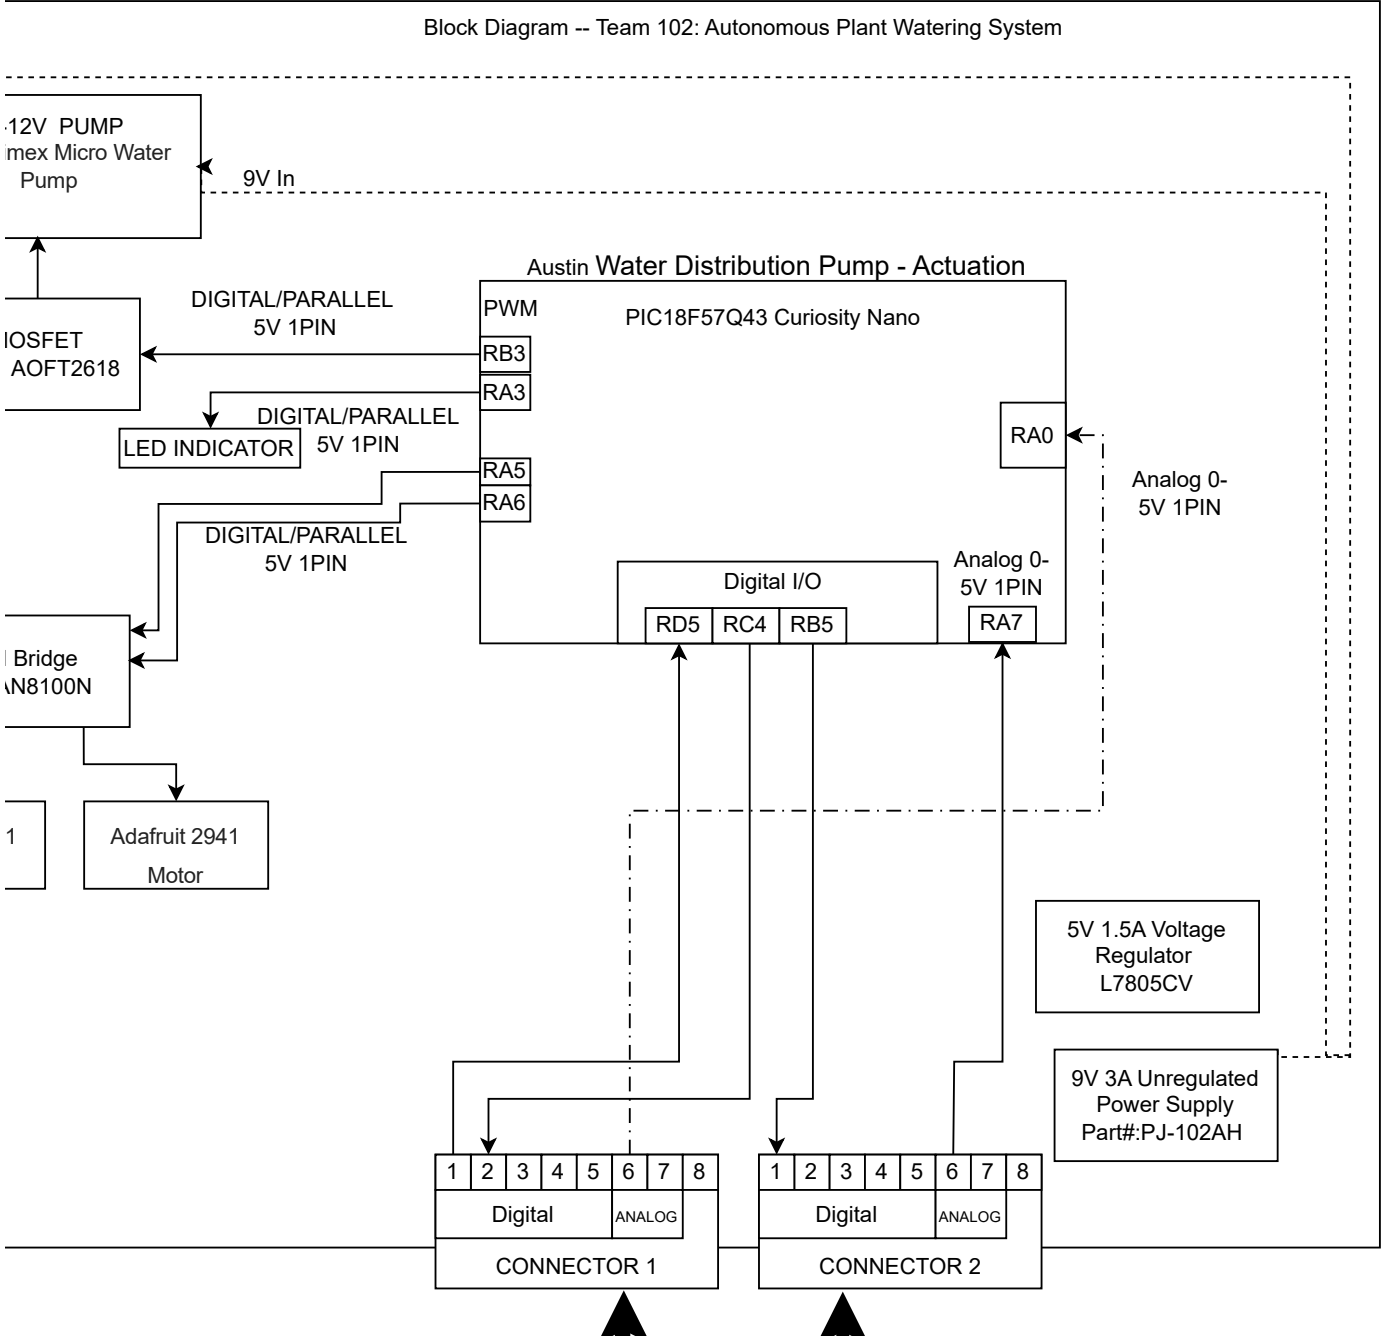 Block Diagram -- Team 102: Autonomous Plant Watering System
-12V PUMP
Micro Water
Pump
9V In
Austin Water Distribution Pump - Actuation
DIGITAL/PARALLEL
5V 1PIN
PWM
PIC18F57Q43 Curiosity Nano
AOFT2618
RB3
RA3
DIGITAL/PARALLEL
5V 1PIN
LED INDICATOR
RA0
RA5
RA6
Analog 0-
5V 1PIN
DIGITAL/PARALLEL
5V 1PIN
Analog 0-
5V 1PIN
Digital I/O
RD5 RC4 RB5
RA7
Bridge
AN8100N
1
Adafruit 2941
Motor
5V 1.5A Voltage
Regulator
L7805CV
9V 3A Unregulated
Power Supply
Part#:PJ-102AH
1 2 3 4 5 6 7 8
Digital ANALOG
CONNECTOR 1
1 2 3 4 5 6 7 8
Digital ANALOG
CONNECTOR 2